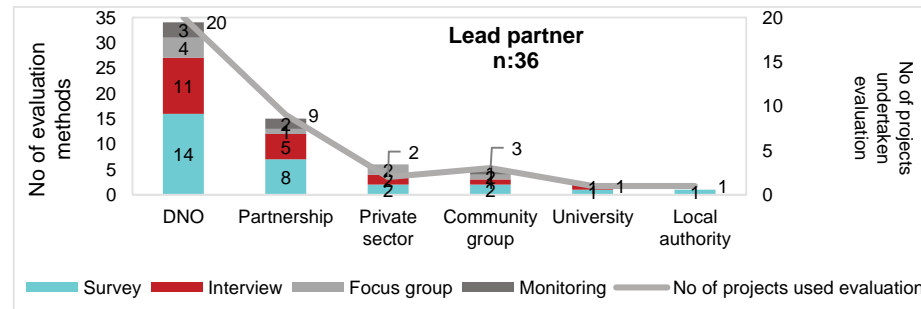 Lead partner
n:36
No of evaluation
methods
No of projects
undertaken
evaluation
35
30
25
20
15
10
5
0
20
15
10
5
0
3
4
11
14
20
2
1
5
8
9
2
2
2
2
2
3
1
1
1
1
DNO
Partnership
Private
sector
Community
group
University
Local
authority
Survey
Interview
Focus group
Monitoring
No of projects used evaluation